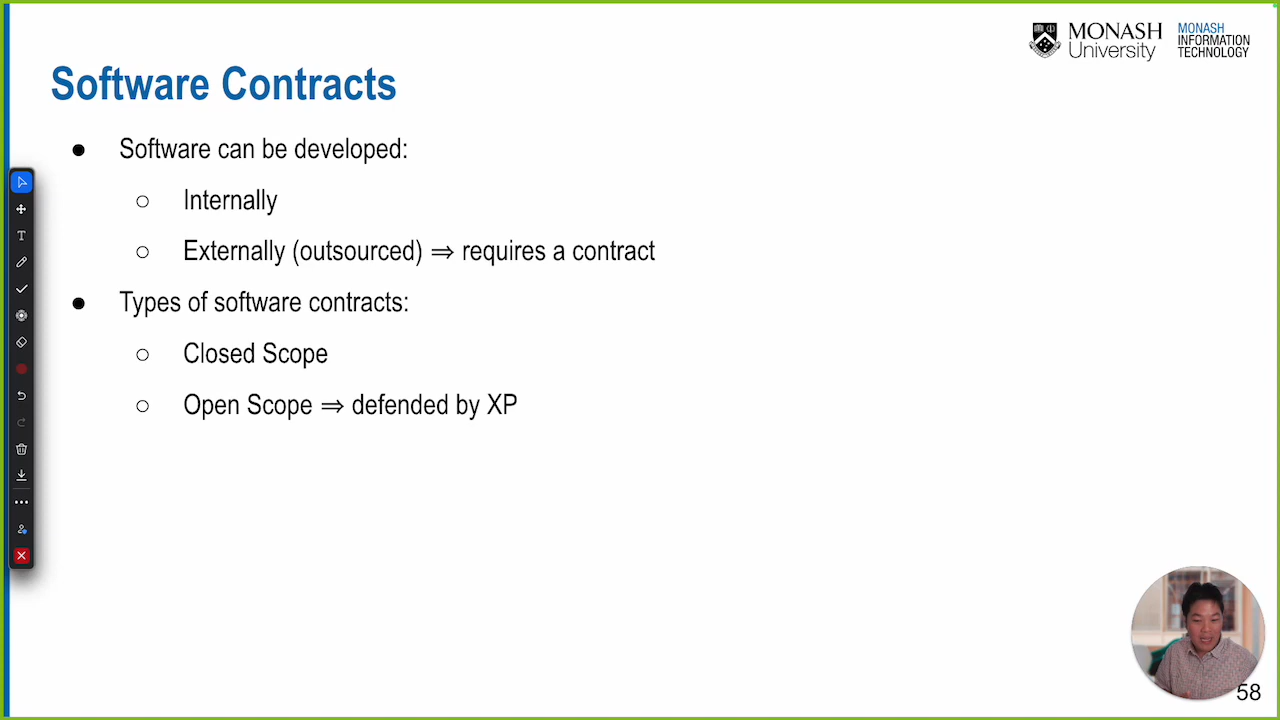 MONASH University
MONASH INFORMATION TECHNOLOGY
Software Contracts
● Software can be developed:
○ Internally
○ Externally (outsourced) ⇒ requires a contract
● Types of software contracts:
○ Closed Scope
○ Open Scope ⇒ defended by XP
58